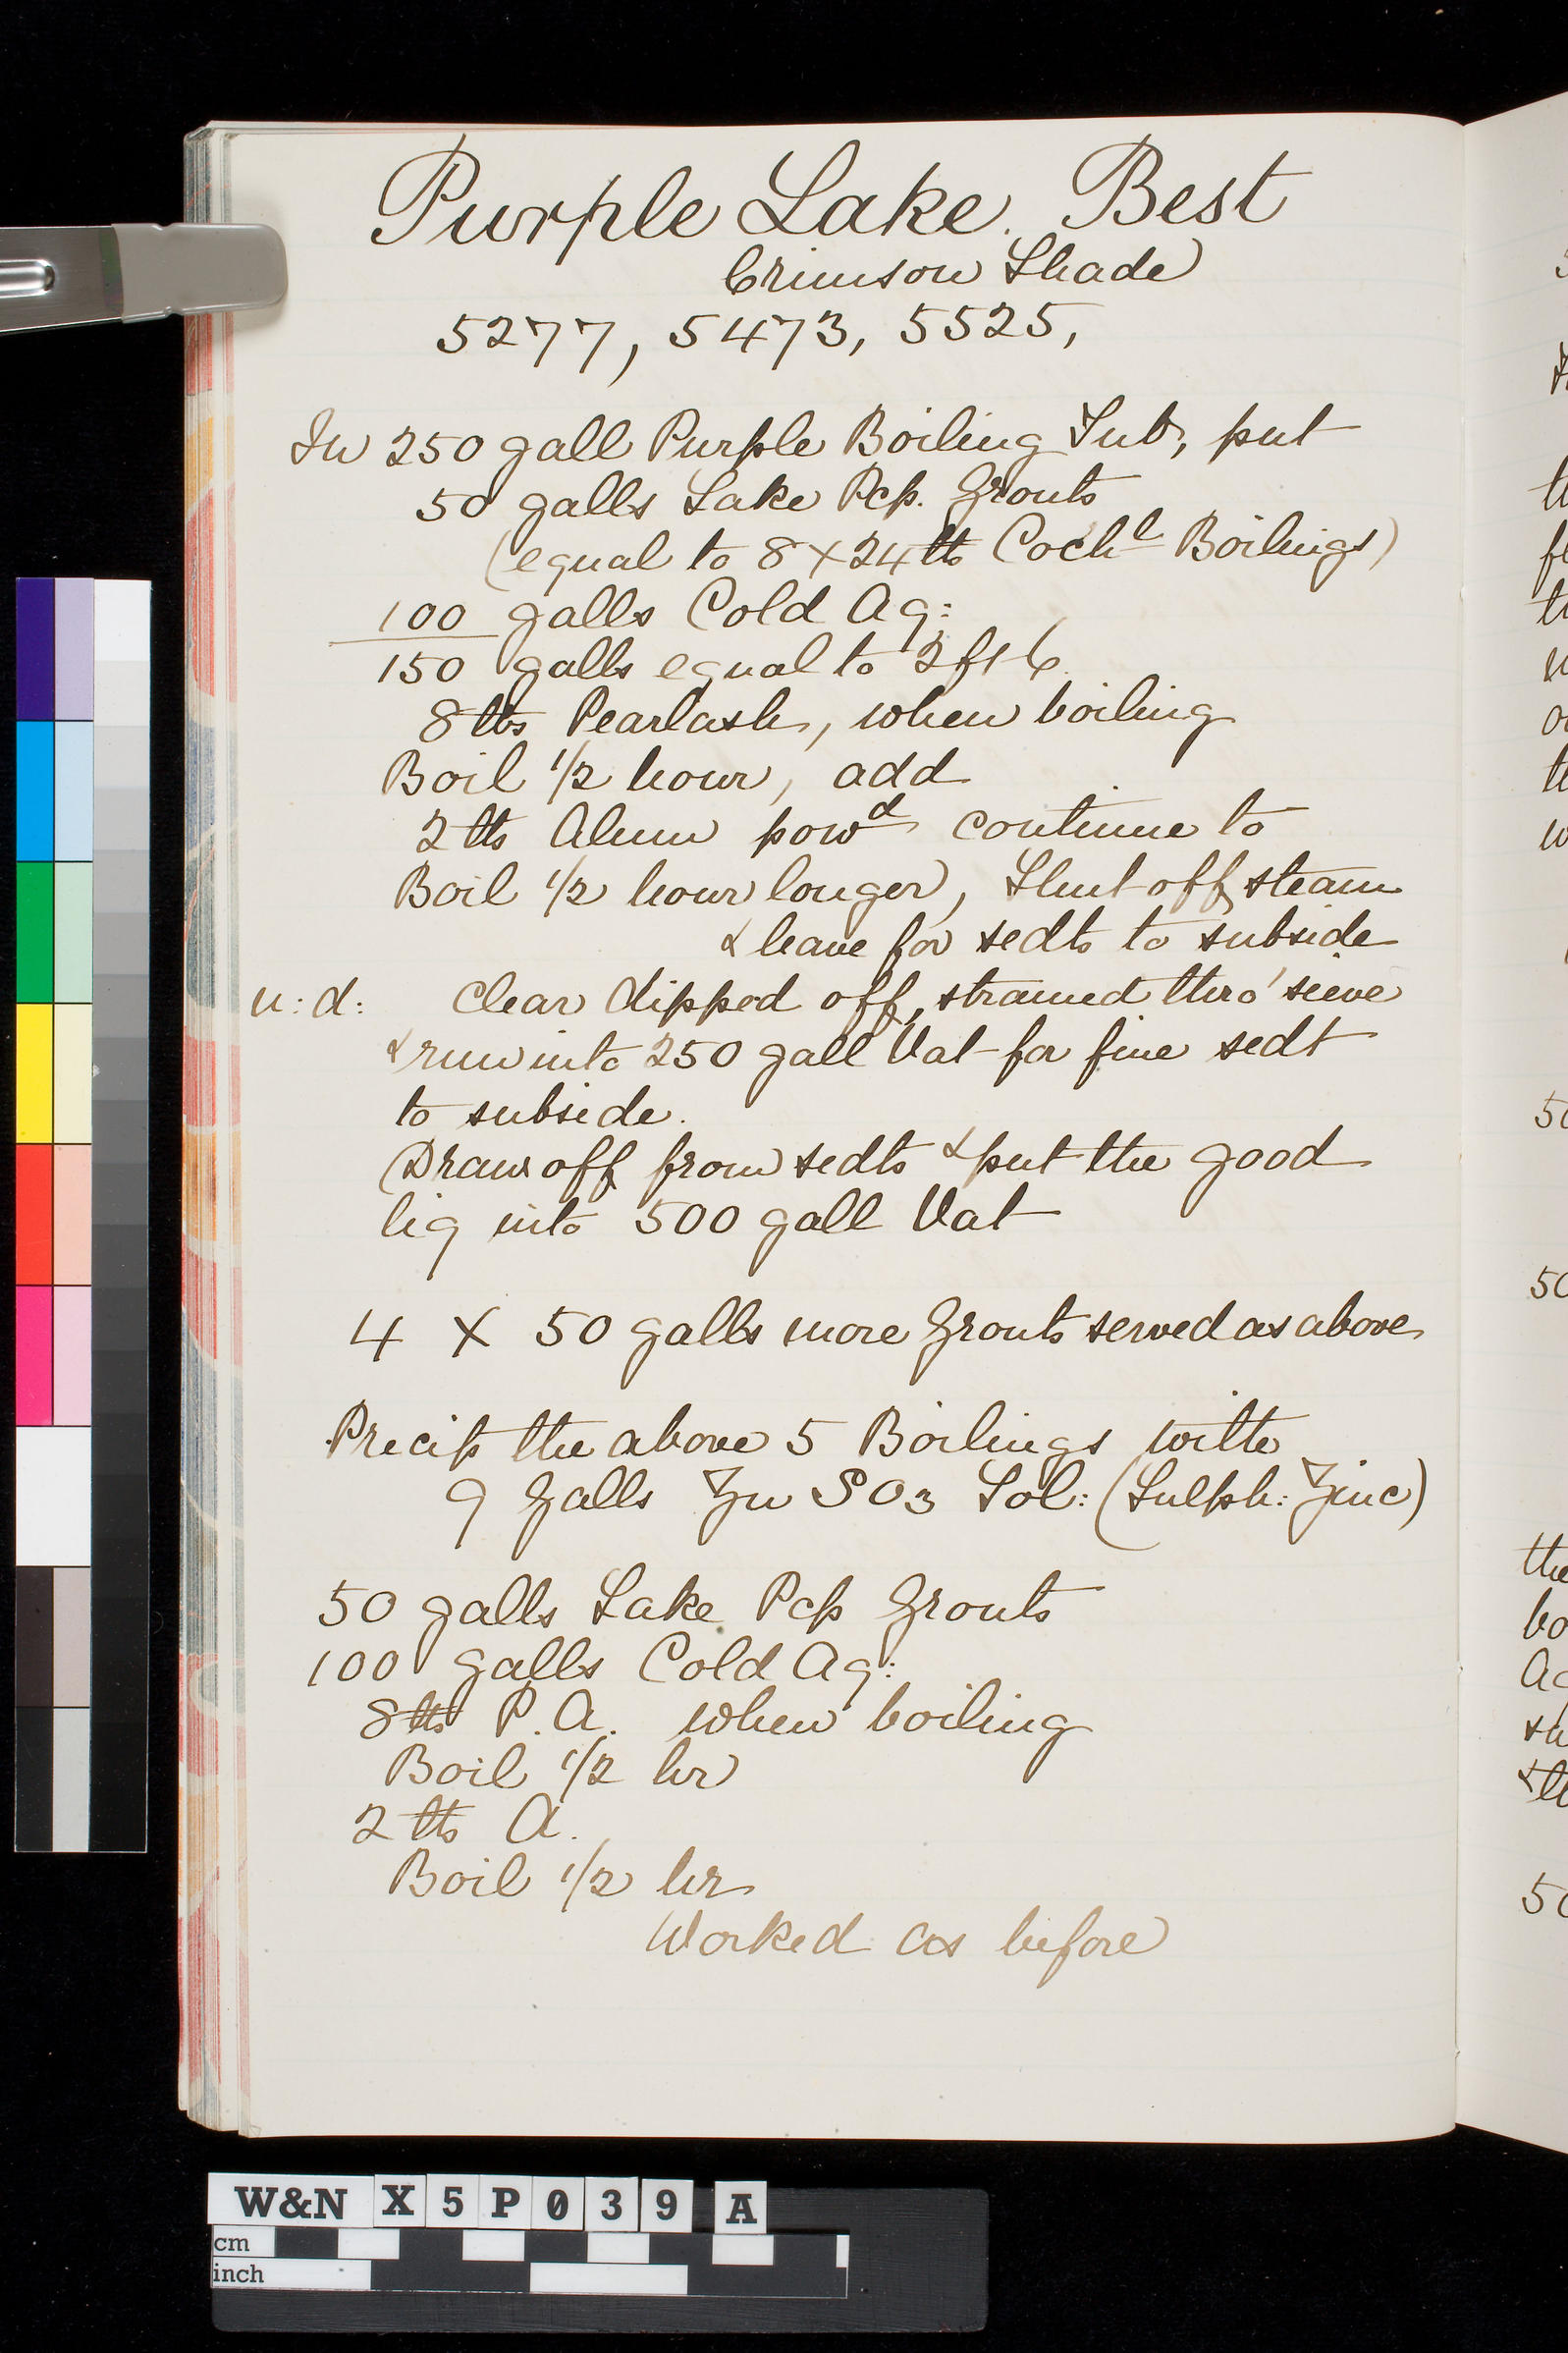 Purple Lake. Best
Crimson Shade
5277, 5473, 5525,
In 250 gall Purple Boiling Tub, put
50 galls Lake Pcp. Grouts
(equal to 8 x 24 lbs Cochl Boilings)
100 galls Cold Aq:
150 galls equal to 2 ft 6
8 lbs Pearlash, when boiling
Boil 1/2 hour, add
2 lbs Alum powd continue to
Boil 1/2 hour longer, Shut off steam
& leave for sedts to subside
n: d: Clear dipped off, strained thro' sieve
& run into 250 gall Vat for fine sedt
to subside.
Draw off from sedts & put the good
liq into 500 gall Vat
4 X 50 galls more Grouts served as above
Precip the above 5 Boilings with
9 Galls Zn SO3 Sol: (Sulph: Zinc)
50 galls Lake Pcp Grouts
100 galls Cold Aq:
8 lbs P.A. when boiling
Boil 1/2 hr
2 lbs A.
Boil 1/2 hr
Worked as before
W&N X5P039 A
cm
inch